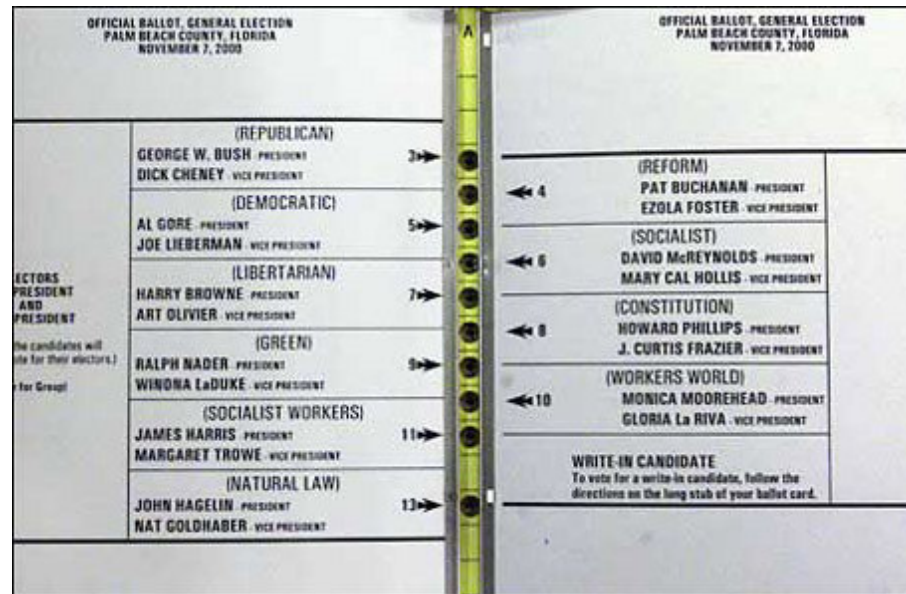 OFFICIAL BALLOT, GENERAL ELECTION
PALM BEACH COUNTY, FLORIDA
NOVEMBER 7, 2000
(REPUBLICAN)
GEORGE W. BUSH - PRESIDENT
DICK CHENEY - VICE PRESIDENT
3
(DEMOCRATIC)
AL GORE - PRESIDENT
JOE LIEBERMAN - VICE PRESIDENT
5
(LIBERTARIAN)
HARRY BROWNE - PRESIDENT
ART OLIVIER - VICE PRESIDENT
7
(GREEN)
RALPH NADER - PRESIDENT
WINONA LaDUKE - VICE PRESIDENT
9
(SOCIALIST WORKERS)
JAMES HARRIS - PRESIDENT
MARGARET TROWE - VICE PRESIDENT
11
(NATURAL LAW)
JOHN HAGELIN - PRESIDENT
NAT GOLDHABER - VICE PRESIDENT
13
ECTORS
PRESIDENT
AND
PRESIDENT
the candidates will
ote for their electors.)
for Group)
A
OFFICIAL BALLOT, GENERAL ELECTION
PALM BEACH COUNTY, FLORIDA
NOVEMBER 7, 2000
(REFORM)
4 PAT BUCHANAN - PRESIDENT
EZOLA FOSTER - VICE PRESIDENT
(SOCIALIST)
6 DAVID McREYNOLDS - PRESIDENT
MARY CAL HOLLIS - VICE PRESIDENT
(CONSTITUTION)
8 HOWARD PHILLIPS - PRESIDENT
J. CURTIS FRAZIER - VICE PRESIDENT
(WORKERS WORLD)
10 MONICA MOOREHEAD - PRESIDENT
GLORIA La RIVA - VICE PRESIDENT
WRITE-IN CANDIDATE
To vote for a write-in candidate, follow the
directions on the long stub of your ballot card.